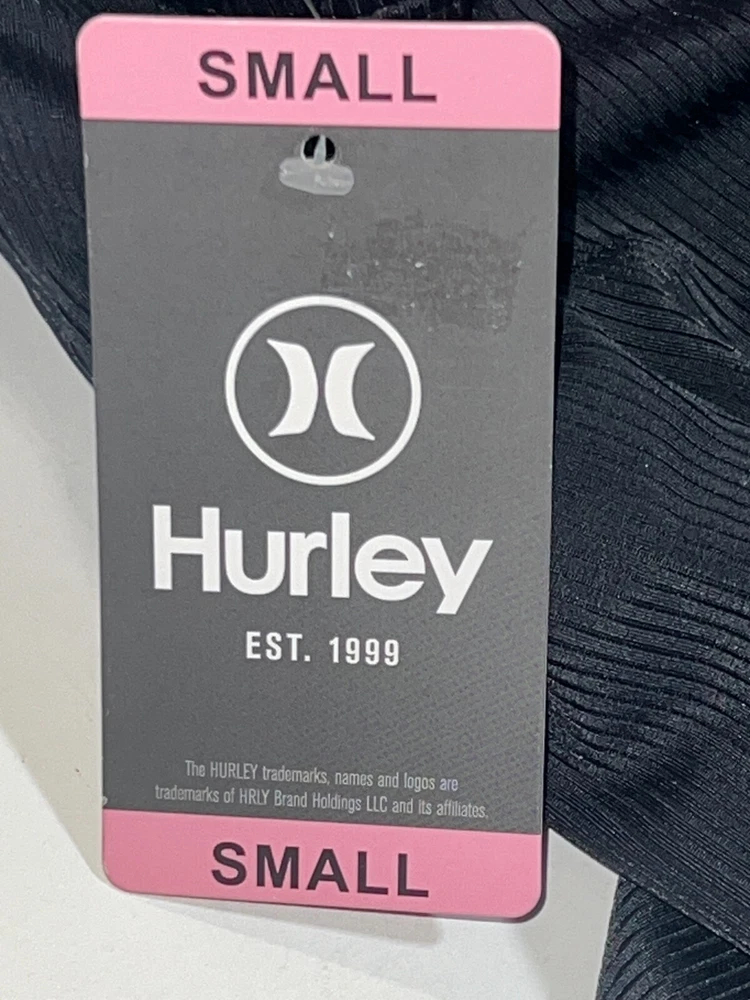 SMALL
Hurley
EST. 1999
The HURLEY trademarks, names and logos are
trademarks of HRLY Brand Holdings LLC and its affiliates.
SMALL